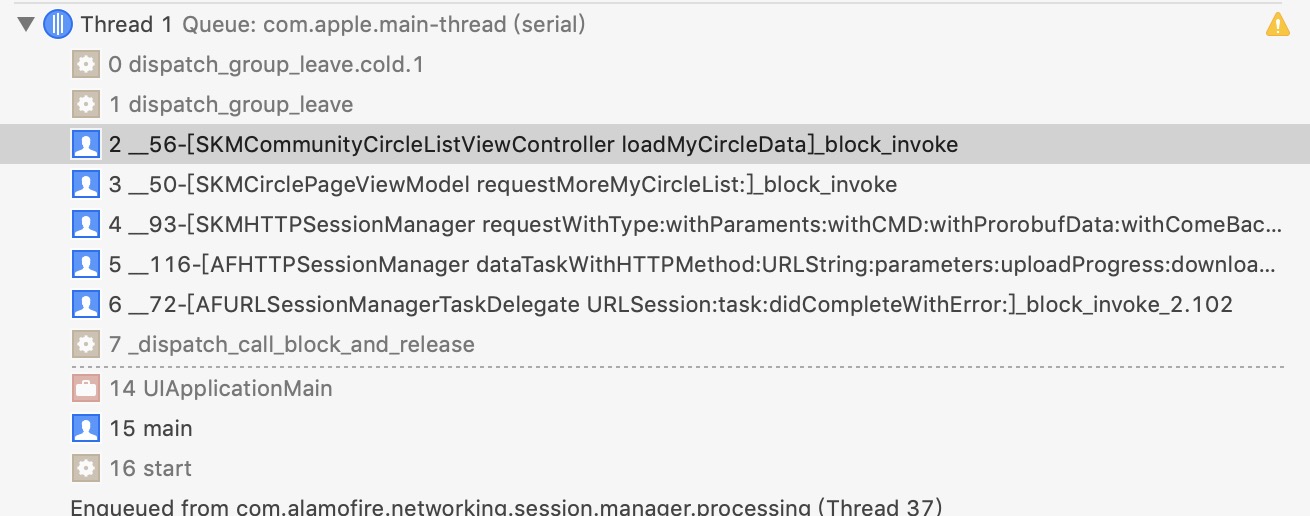 Thread 1 Queue: com.apple.main-thread (serial)
0 dispatch_group_leave.cold.1
1 dispatch_group_leave
2 __56-[SKMCommunityCircleListViewController loadMyCircleData]_block_invoke
3 __50-[SKMCirclePageViewModel requestMoreMyCircleList:]_block_invoke
4 __93-[SKMHTTPSessionManager requestWithType:withParaments:withCMD:withProrobufData:withComeBac...
5 __116-[AFHTTPSessionManager dataTaskWithHTTPMethod:URLString:parameters:uploadProgress:downloa...
6 __72-[AFURLSessionManagerTaskDelegate URLSession:task:didCompleteWithError:]_block_invoke_2.102
7 _dispatch_call_block_and_release
14 UIApplicationMain
15 main
16 start
Enqueued from com.alamofire.networking.session.manager.processing (Thread 37)